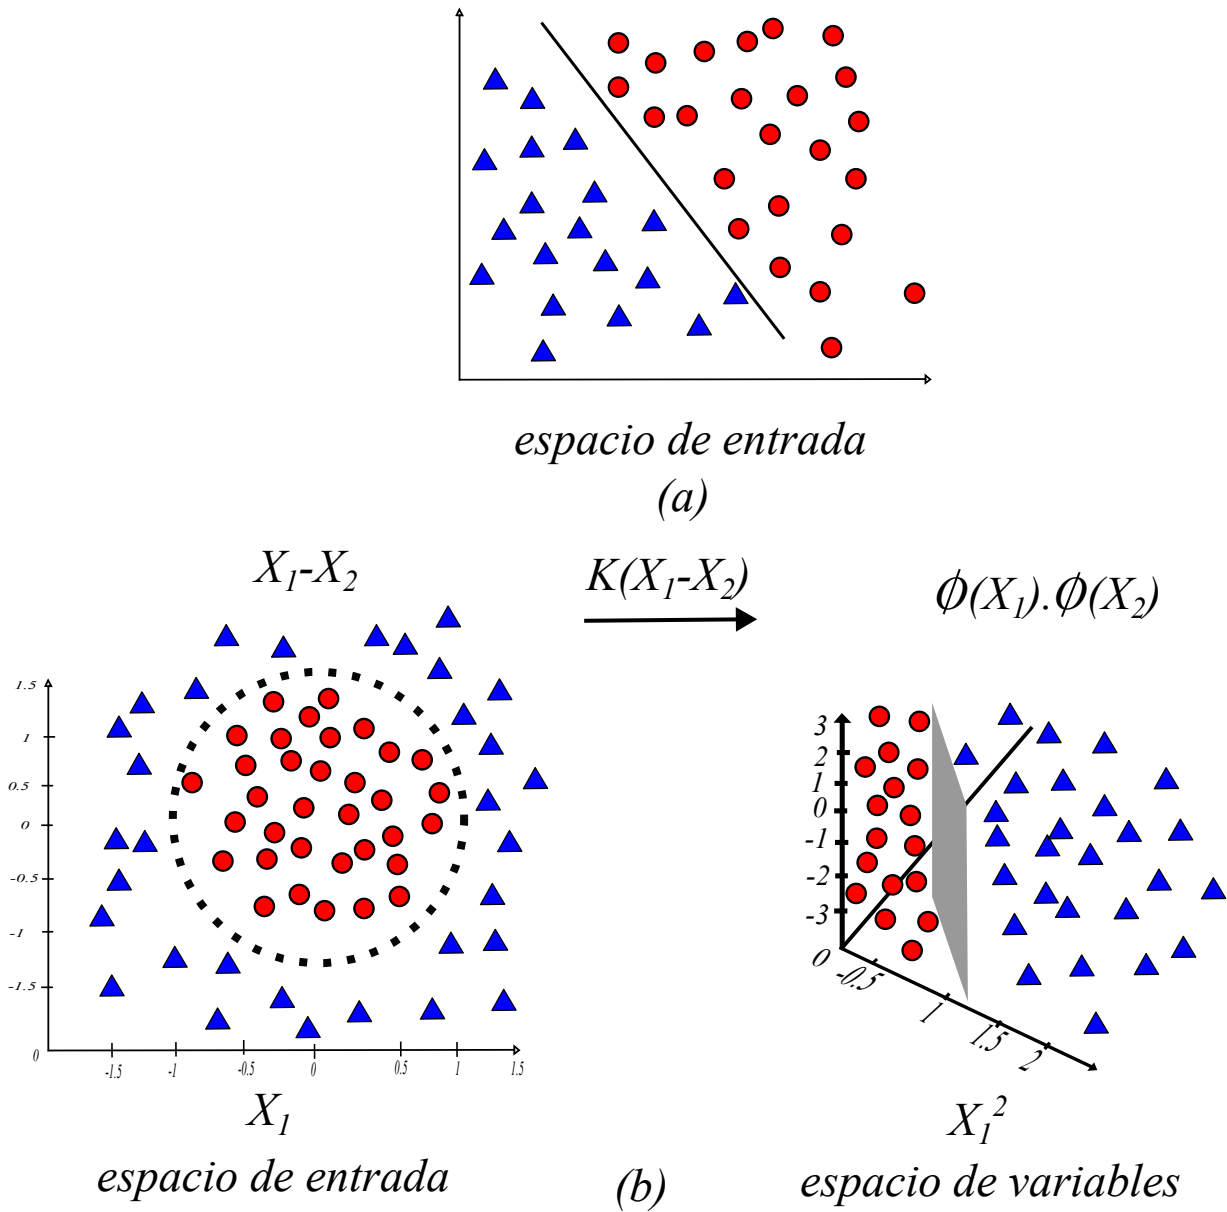 espacio de entrada
(a)
X₁-X₂
K(X₁-X₂)
ϕ(X₁).ϕ(X₂)
1.5
1
0.5
0
-0.5
-1
-1.5
0
-1.5
-1
-0.5
0
0.5
1
1.5
X₁
espacio de entrada
(b)
3
2
1
0
-1
-2
-3
0
-0.5
1
1.5
2
X₁²
espacio de variables